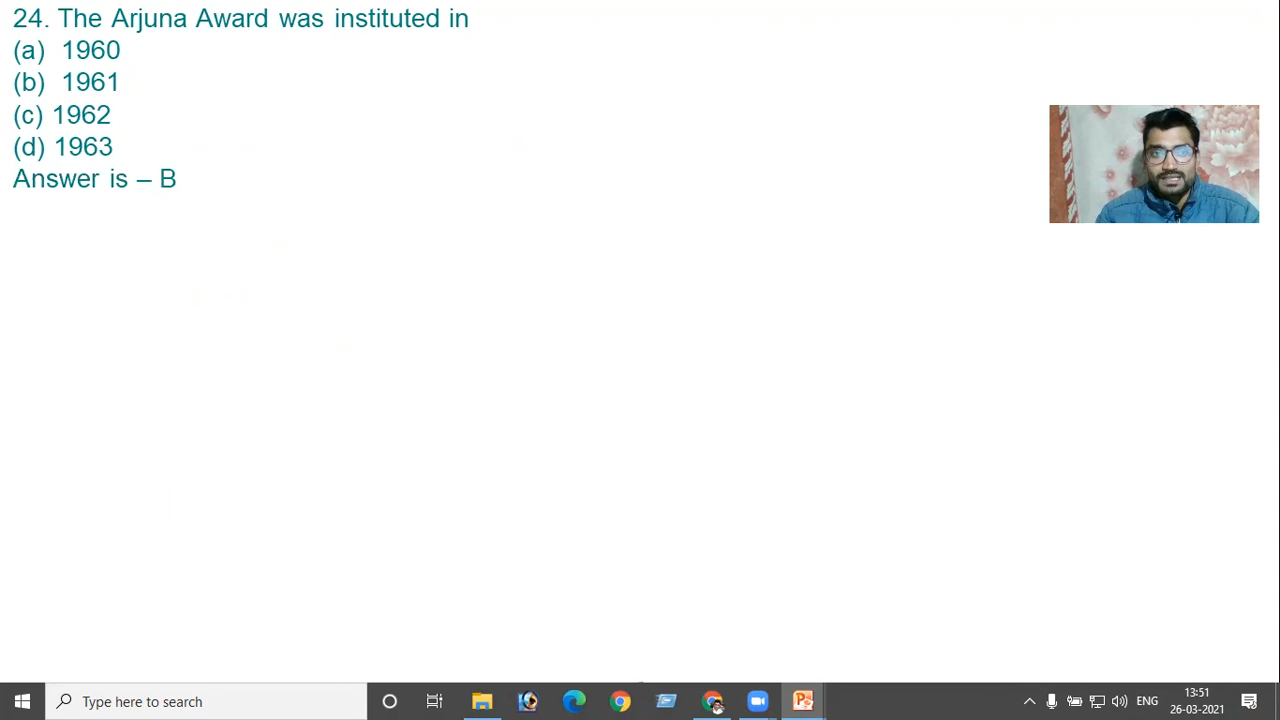 24. The Arjuna Award was instituted in
(a) 1960
(b) 1961
(c) 1962
(d) 1963
Answer is – B
Type here to search
ENG
13:51
26-03-2021